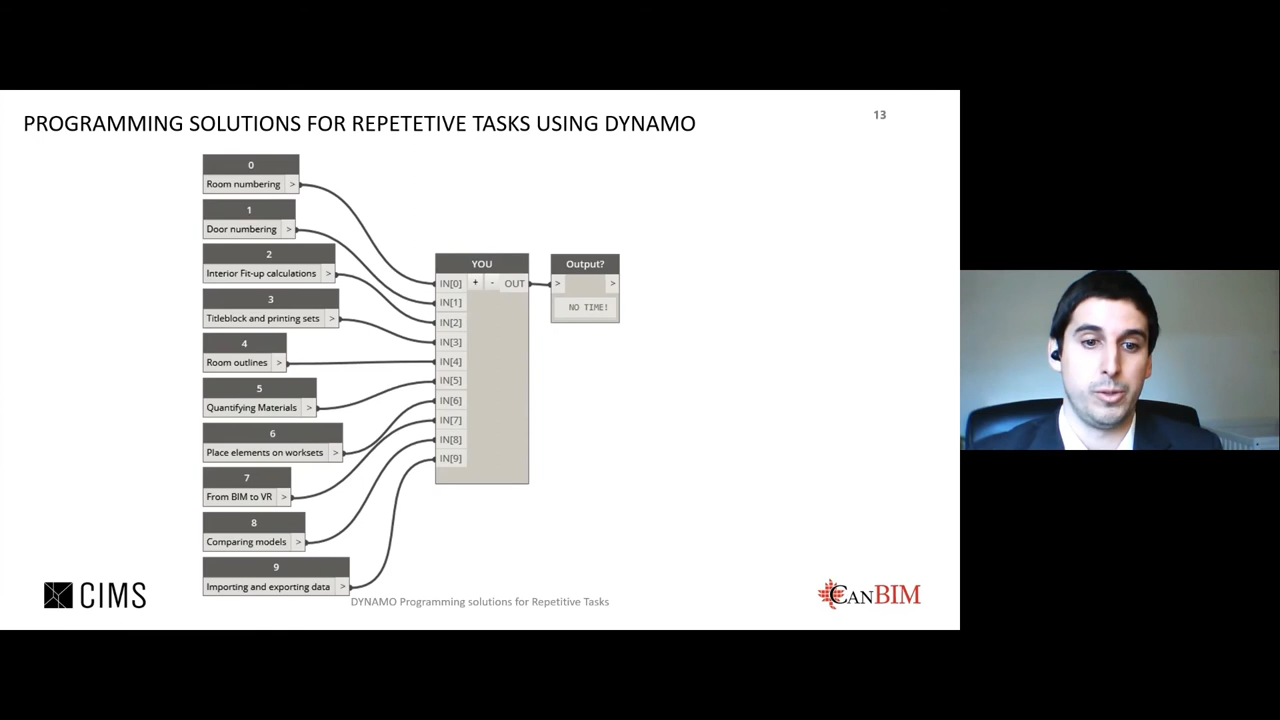 PROGRAMMING SOLUTIONS FOR REPETETIVE TASKS USING DYNAMO
13
0
Room numbering >
1
Door numbering >
2
Interior Fit-up calculations >
3
Titleblock and printing sets >
4
Room outlines >
5
Quantifying Materials >
6
Place elements on worksets >
7
From BIM to VR >
8
Comparing models >
9
Importing and exporting data >
YOU
IN[0] + - OUT
IN[1]
IN[2]
IN[3]
IN[4]
IN[5]
IN[6]
IN[7]
IN[8]
IN[9]
Output?
> >
NO TIME!
CIMS
DYNAMO Programming solutions for Repetitive Tasks
CANBIM